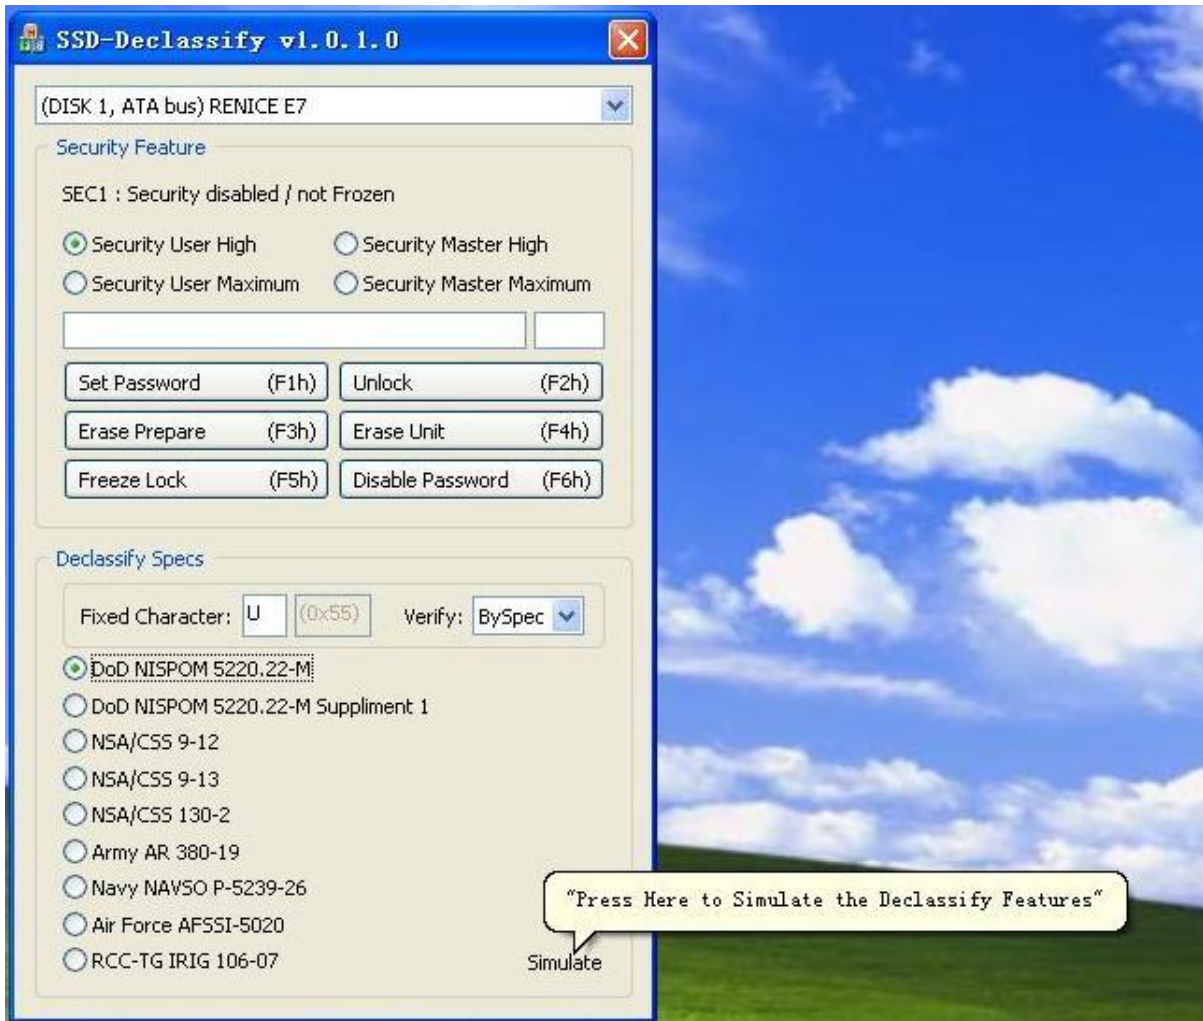 SSD-Declassify v1.0.1.0
(DISK 1, ATA bus) RENICE E7
Security Feature
SEC1 : Security disabled / not Frozen
Security User High Security Master High
Security User Maximum Security Master Maximum
Set Password (F1h) Unlock (F2h)
Erase Prepare (F3h) Erase Unit (F4h)
Freeze Lock (F5h) Disable Password (F6h)
Declassify Specs
Fixed Character: U (0x55) Verify: BySpec
DoD NISPOM 5220.22-M
DoD NISPOM 5220.22-M Suppliment 1
NSA/CSS 9-12
NSA/CSS 9-13
NSA/CSS 130-2
Army AR 380-19
Navy NAVSO P-5239-26
"Press Here to Simulate the Declassify Features"
Air Force AFSSI-5020
RCC-TG IRIG 106-07 Simulate